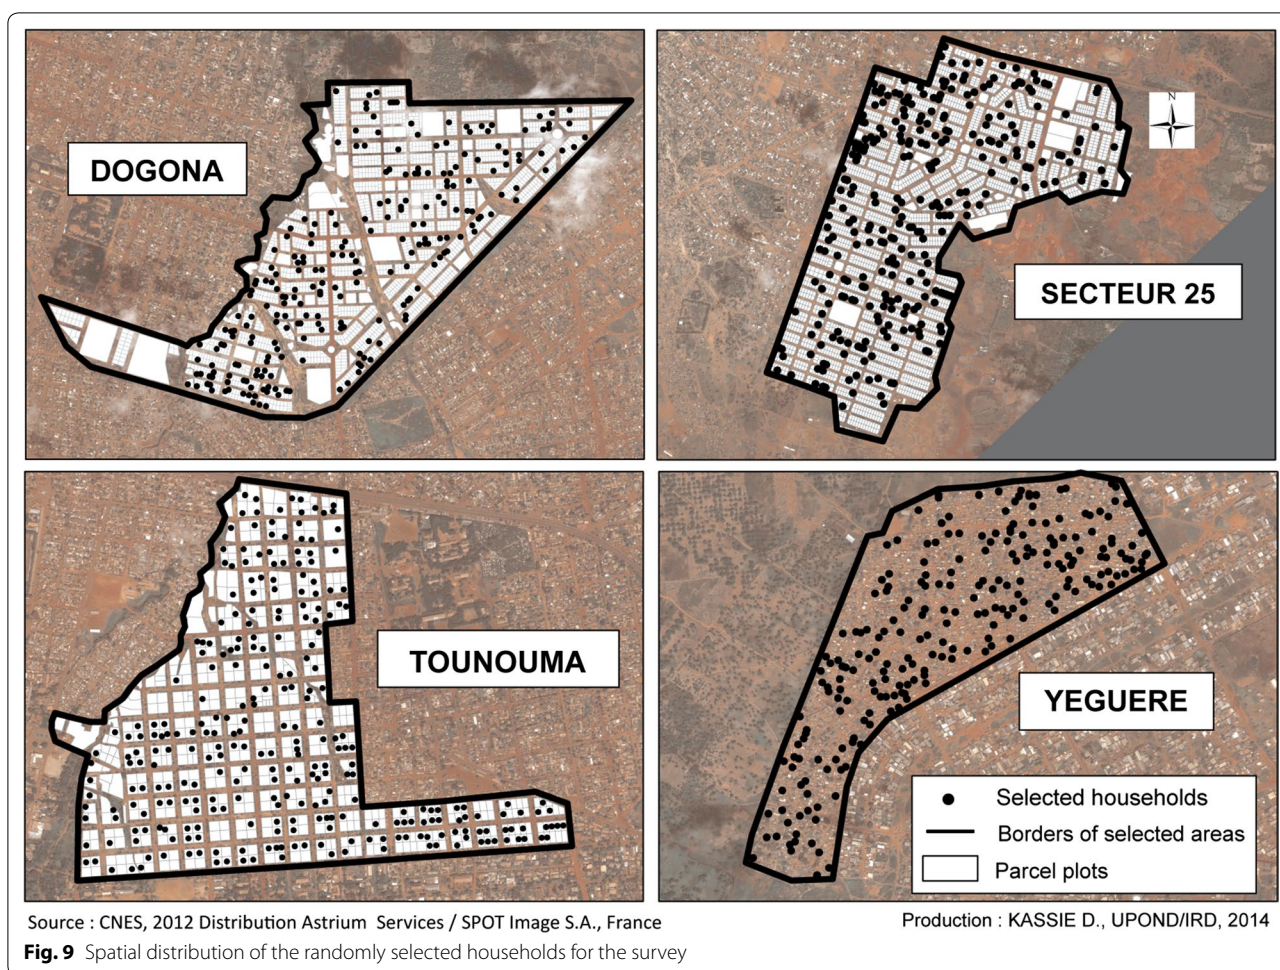 DOGONA
N
SECTEUR 25
TOUNOUMA
YEGUERE
Selected households
Borders of selected areas
Parcel plots
Source : CNES, 2012 Distribution Astrium Services / SPOT Image S.A., France
Production : KASSIE D., UPOND/IRD, 2014
Fig. 9 Spatial distribution of the randomly selected households for the survey